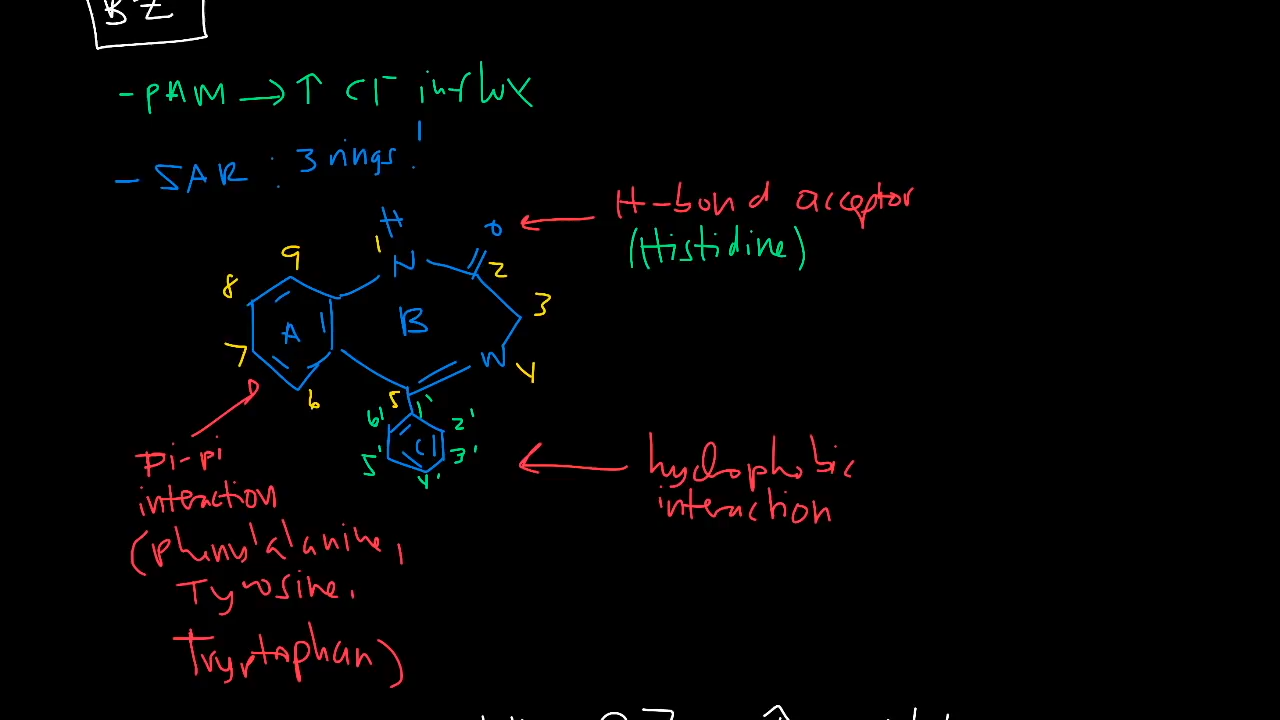 BZ
- PAM → ↑ Cl⁻ influx
- SAR : 3 rings!
H-bond acceptor
(Histidine)
H
N
O
1
2
3
N
4
5
6
7
8
9
A
B
C
1'
2'
3'
4'
5'
6'
pi-pi
interaction
(phenylalanine,
Tyrosine,
Tryptophan)
hydrophobic
interaction